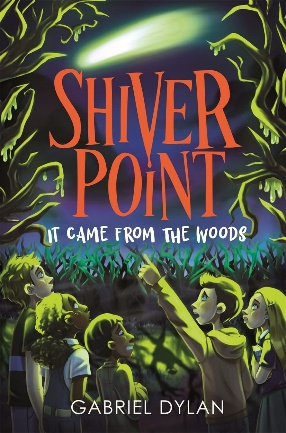 SHIVER
POINT
IT CAME FROM THE WOODS
GABRIEL DYLAN